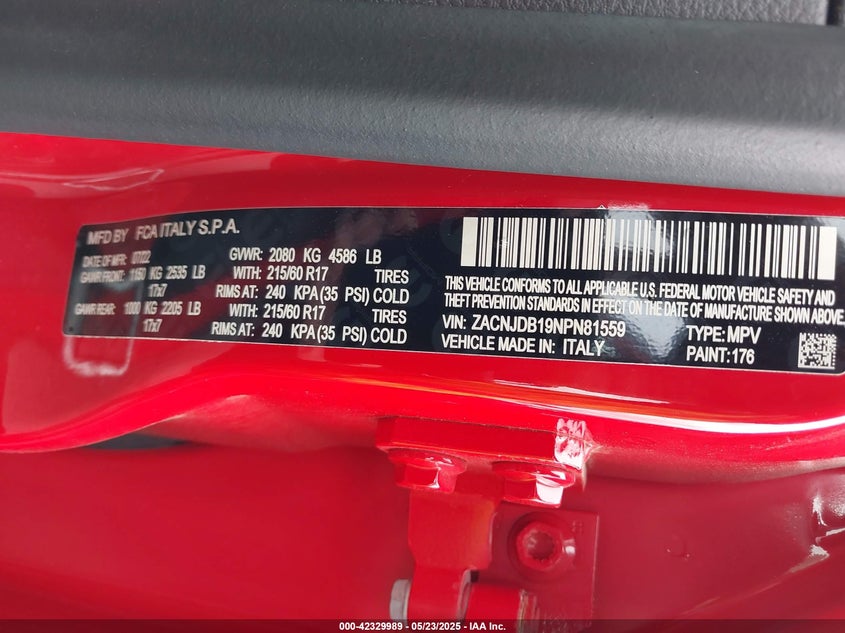 MFD BY FCA ITALY S.P.A.
DATE OF MFR: 07/22 GVWR: 2080 KG 4586 LB
GAWR FRONT: 1150 KG 2535 LB WITH: 215/60 R17 TIRES
17x7 RIMS AT: 240 KPA (35 PSI) COLD
GAWR REAR: 1000 KG 2205 LB WITH: 215/60 R17 TIRES
17x7 RIMS AT: 240 KPA (35 PSI) COLD
THIS VEHICLE CONFORMS TO ALL APPLICABLE U.S. FEDERAL MOTOR VEHICLE SAFETY AND
THEFT PREVENTION STANDARDS IN EFFECT ON THE DATE OF MANUFACTURE SHOWN ABOVE.
VIN: ZACNJDB19NPN81559 TYPE: MPV
VEHICLE MADE IN: ITALY PAINT: 176
000-42329989 - 05/23/2025 - IAA Inc.